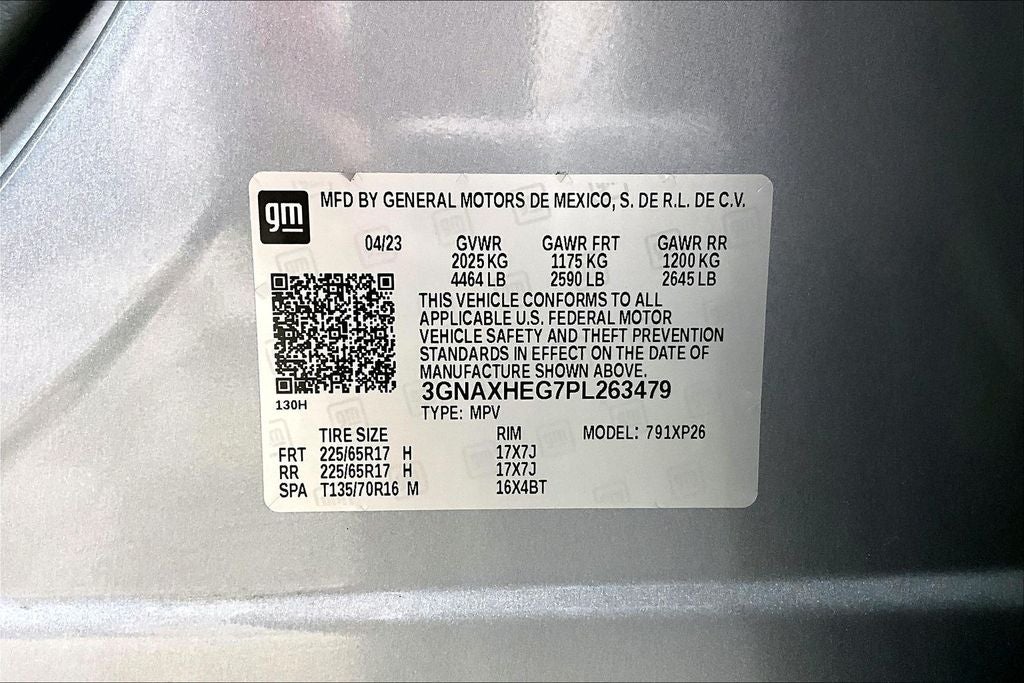 gm MFD BY GENERAL MOTORS DE MEXICO, S. DE R.L. DE C.V.
04/23 GVWR GAWR FRT GAWR RR
2025 KG 1175 KG 1200 KG
4464 LB 2590 LB 2645 LB
THIS VEHICLE CONFORMS TO ALL
APPLICABLE U.S. FEDERAL MOTOR
VEHICLE SAFETY AND THEFT PREVENTION
STANDARDS IN EFFECT ON THE DATE OF
MANUFACTURE SHOWN ABOVE.
3GNAXHEG7PL263479
130H
TYPE: MPV
TIRE SIZE RIM MODEL: 791XP26
FRT 225/65R17 H 17X7J
RR 225/65R17 H 17X7J
SPA T135/70R16 M 16X4BT